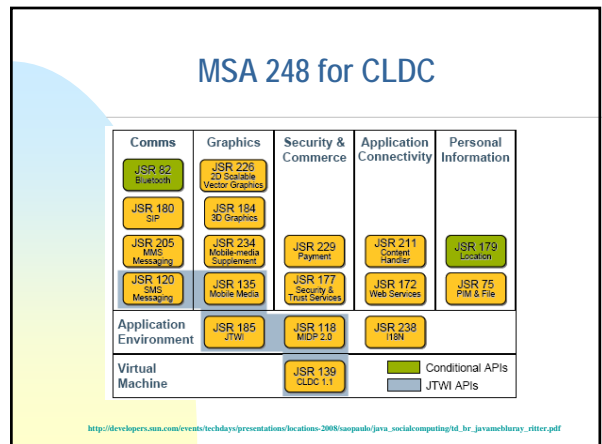 MSA 248 for CLDC
Comms
Graphics
Security &
Commerce
Application
Connectivity
Personal
Information
JSR 82
Bluetooth
JSR 226
2D Scalable
Vector Graphics
JSR 180
SIP
JSR 184
3D Graphics
JSR 205
MMS
Messaging
JSR 234
Mobile-media
Supplement
JSR 229
Payment
JSR 211
Content
Handler
JSR 179
Location
JSR 120
SMS
Messaging
JSR 135
Mobile Media
JSR 177
Security &
Trust Services
JSR 172
Web Services
JSR 75
PIM & File
Application
Environment
JSR 185
JTWI
JSR 118
MIDP 2.0
JSR 238
I18N
Virtual
Machine
JSR 139
CLDC 1.1
Conditional APIs
JTWI APIs
http://developers.sun.com/events/techdays/presentations/locations-2008/saopaulo/java_socialcomputing/td_br_javamebluray_ritter.pdf